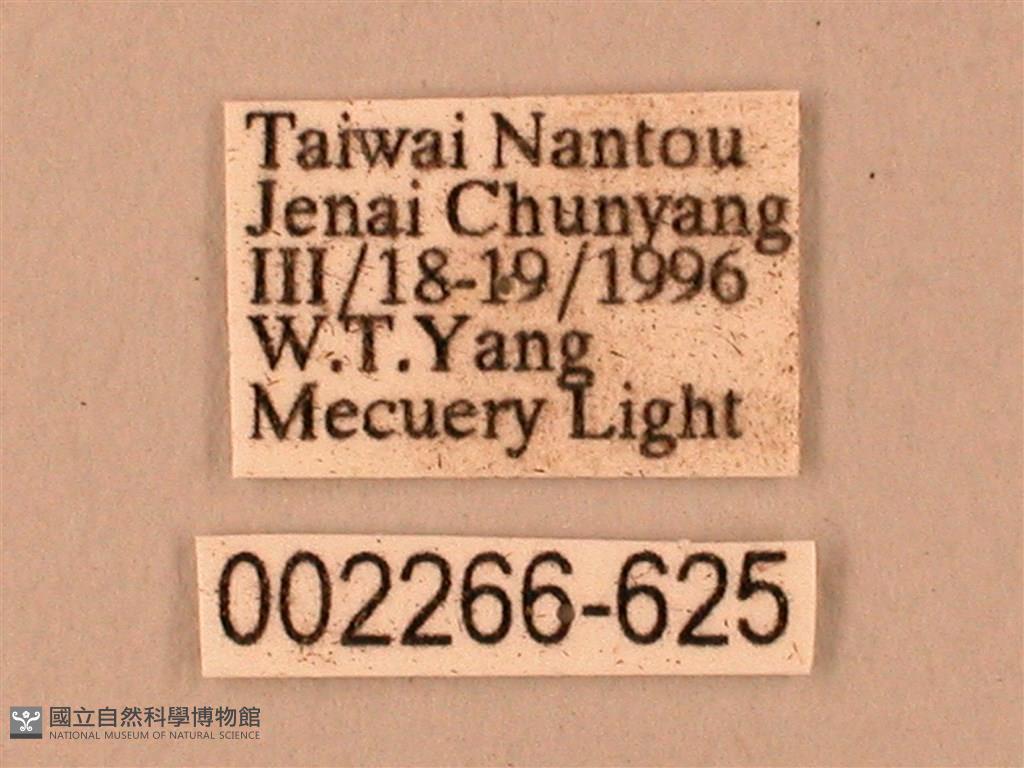 Taiwai Nantou
Jenai Chunyang
III/18-19/1996
W.T.Yang
Mecuery Light
002266-625
國立自然科學博物館
NATIONAL MUSEUM OF NATURAL SCIENCE